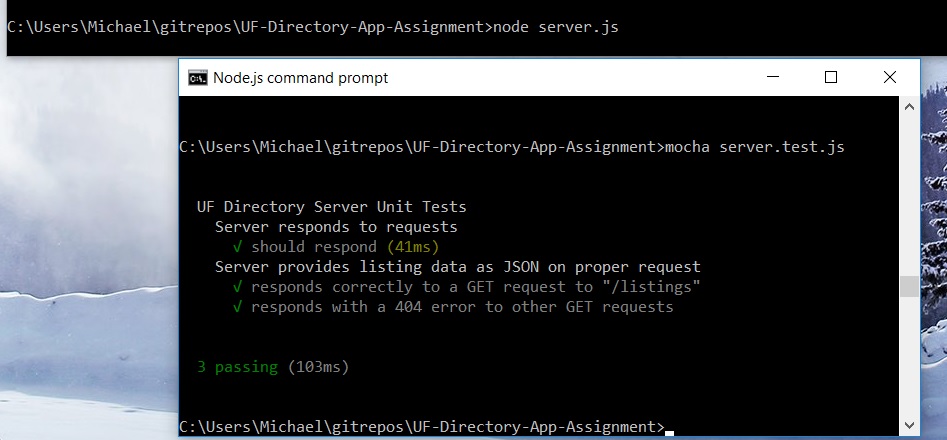 C:\Users\Michael\gitrepos\UF-Directory-App-Assignment>node server.js
Node.js command prompt
C:\Users\Michael\gitrepos\UF-Directory-App-Assignment>mocha server.test.js
UF Directory Server Unit Tests
Server responds to requests
√ should respond (41ms)
Server provides listing data as JSON on proper request
√ responds correctly to a GET request to "/listings"
√ responds with a 404 error to other GET requests
3 passing (103ms)
C:\Users\Michael\gitrepos\UF-Directory-App-Assignment>